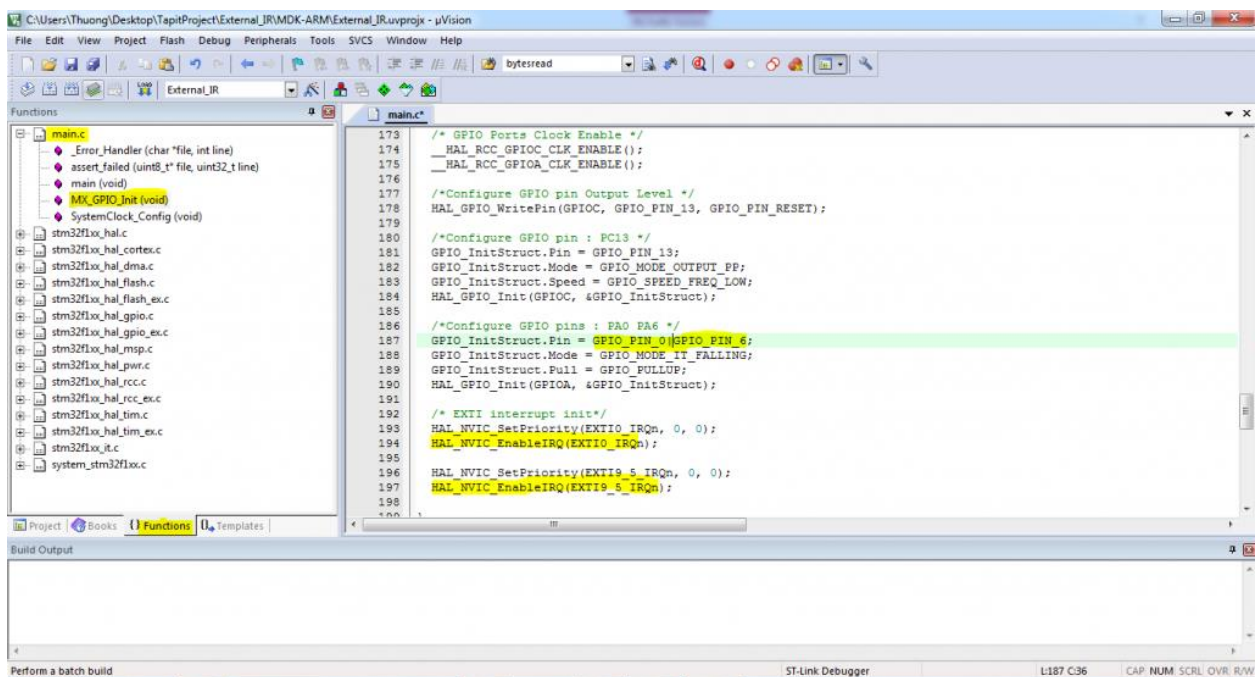 C:\Users\Thuong\Desktop\TapitProject\External_IR\MDK-ARM\External_IR.uvprojx - µVision
File Edit View Project Flash Debug Peripherals Tools SVCS Window Help
bytesread
LOAD
External_IR
Functions
main.c*
main.c
_Error_Handler (char *file, int line)
assert_failed (uint8_t* file, uint32_t line)
main (void)
MX_GPIO_Init (void)
SystemClock_Config (void)
stm32f1xx_hal.c
stm32f1xx_hal_cortex.c
stm32f1xx_hal_dma.c
stm32f1xx_hal_flash.c
stm32f1xx_hal_flash_ex.c
stm32f1xx_hal_gpio.c
stm32f1xx_hal_gpio_ex.c
stm32f1xx_hal_msp.c
stm32f1xx_hal_pwr.c
stm32f1xx_hal_rcc.c
stm32f1xx_hal_rcc_ex.c
stm32f1xx_hal_tim.c
stm32f1xx_hal_tim_ex.c
stm32f1xx_it.c
system_stm32f1xx.c
173 /* GPIO Ports Clock Enable */
174 __HAL_RCC_GPIOC_CLK_ENABLE();
175 __HAL_RCC_GPIOA_CLK_ENABLE();
176
177 /*Configure GPIO pin Output Level */
178 HAL_GPIO_WritePin(GPIOC, GPIO_PIN_13, GPIO_PIN_RESET);
179
180 /*Configure GPIO pin : PC13 */
181 GPIO_InitStruct.Pin = GPIO_PIN_13;
182 GPIO_InitStruct.Mode = GPIO_MODE_OUTPUT_PP;
183 GPIO_InitStruct.Speed = GPIO_SPEED_FREQ_LOW;
184 HAL_GPIO_Init(GPIOC, &GPIO_InitStruct);
185
186 /*Configure GPIO pins : PA0 PA6 */
187 GPIO_InitStruct.Pin = GPIO_PIN_0|GPIO_PIN_6;
188 GPIO_InitStruct.Mode = GPIO_MODE_IT_FALLING;
189 GPIO_InitStruct.Pull = GPIO_PULLUP;
190 HAL_GPIO_Init(GPIOA, &GPIO_InitStruct);
191
192 /* EXTI interrupt init*/
193 HAL_NVIC_SetPriority(EXTI0_IRQn, 0, 0);
194 HAL_NVIC_EnableIRQ(EXTI0_IRQn);
195
196 HAL_NVIC_SetPriority(EXTI9_5_IRQn, 0, 0);
197 HAL_NVIC_EnableIRQ(EXTI9_5_IRQn);
198
199 }
Project Books {} Functions 0 Templates
Build Output
Perform a batch build ST-Link Debugger L:187 C:36 CAP NUM SCRL OVR R/W